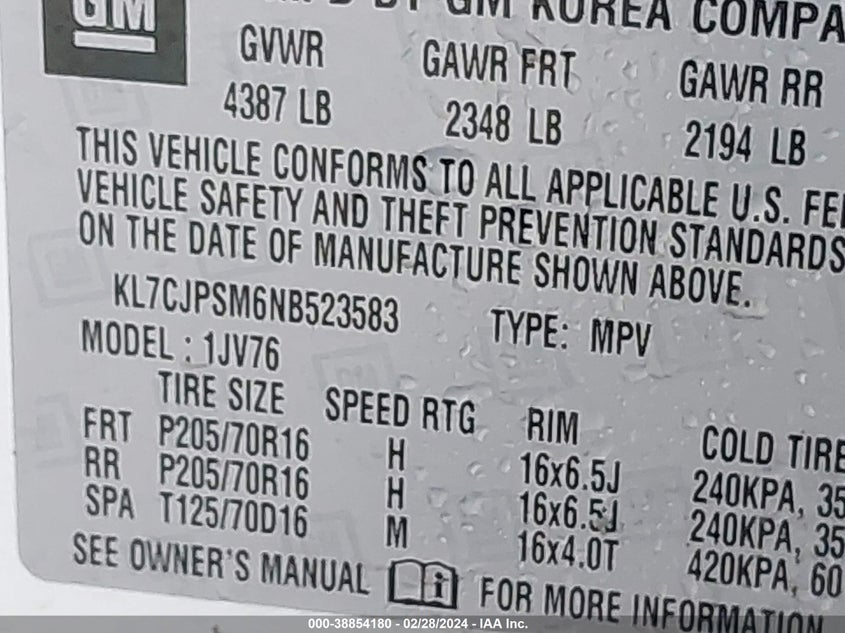 GM
BY GM KOREA COMPA
GVWR GAWR FRT GAWR RR
4387 LB 2348 LB 2194 LB
THIS VEHICLE CONFORMS TO ALL APPLICABLE U.S. FE
VEHICLE SAFETY AND THEFT PREVENTION STANDARDS
ON THE DATE OF MANUFACTURE SHOWN ABOVE.
KL7CJPSM6NB523583 TYPE: MPV
MODEL : 1JV76
TIRE SIZE SPEED RTG RIM COLD TIRE
FRT P205/70R16 H 16x6.5J 240KPA, 35
RR P205/70R16 H 16x6.5J 240KPA, 35
SPA T125/70D16 M 16x4.0T 420KPA, 60
SEE OWNER'S MANUAL FOR MORE INFORMATION
000-38854180 - 02/28/2024 - IAA Inc.